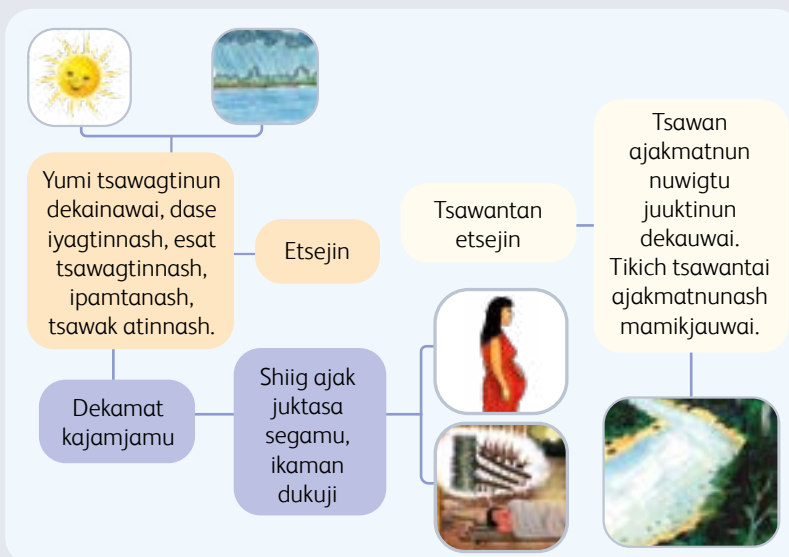 Yumi tsawagtinun
dekainawai, dase
iyagtinnash, esat
tsawagtinnash,
ipamtanash,
tsawak atinnash.
Etsejin
Dekamat
kajamjamu
Shiig ajak
juktasa
segamu,
ikaman
dukuji
Tsawantan
etsejin
Tsawan
ajakmatnun
nuwigtu
juuktinun
dekauwai.
Tikich tsawantai
ajakmatnunash
mamikjauwai.